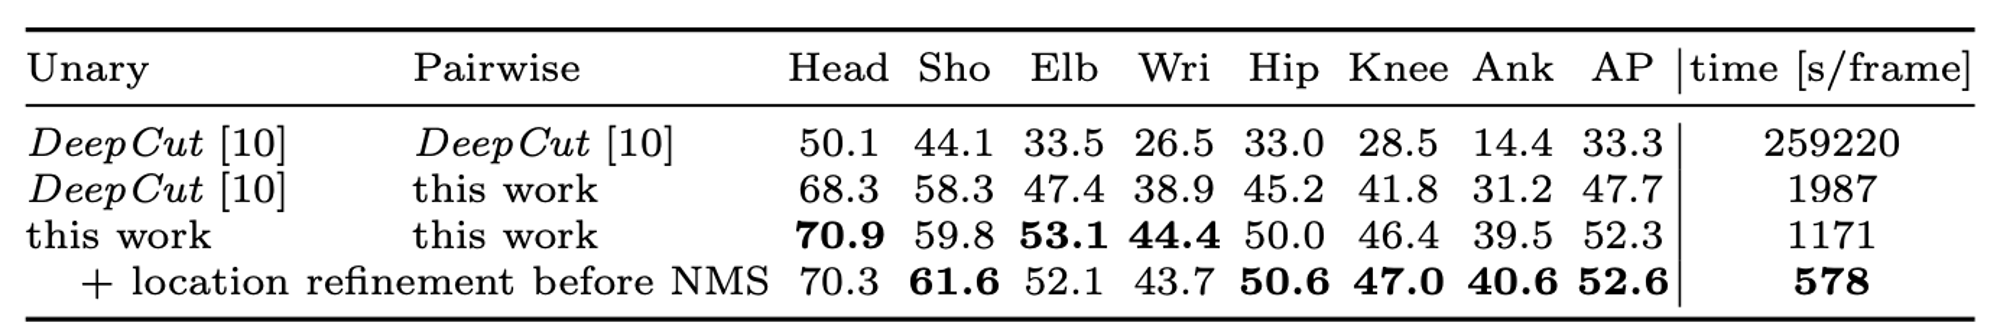 Unary Pairwise Head Sho Elb Wri Hip Knee Ank AP time [s/frame]
DeepCut [10] DeepCut [10] 50.1 44.1 33.5 26.5 33.0 28.5 14.4 33.3 259220
DeepCut [10] this work 68.3 58.3 47.4 38.9 45.2 41.8 31.2 47.7 1987
this work this work 70.9 59.8 53.1 44.4 50.0 46.4 39.5 52.3 1171
+ location refinement before NMS 70.3 61.6 52.1 43.7 50.6 47.0 40.6 52.6 578